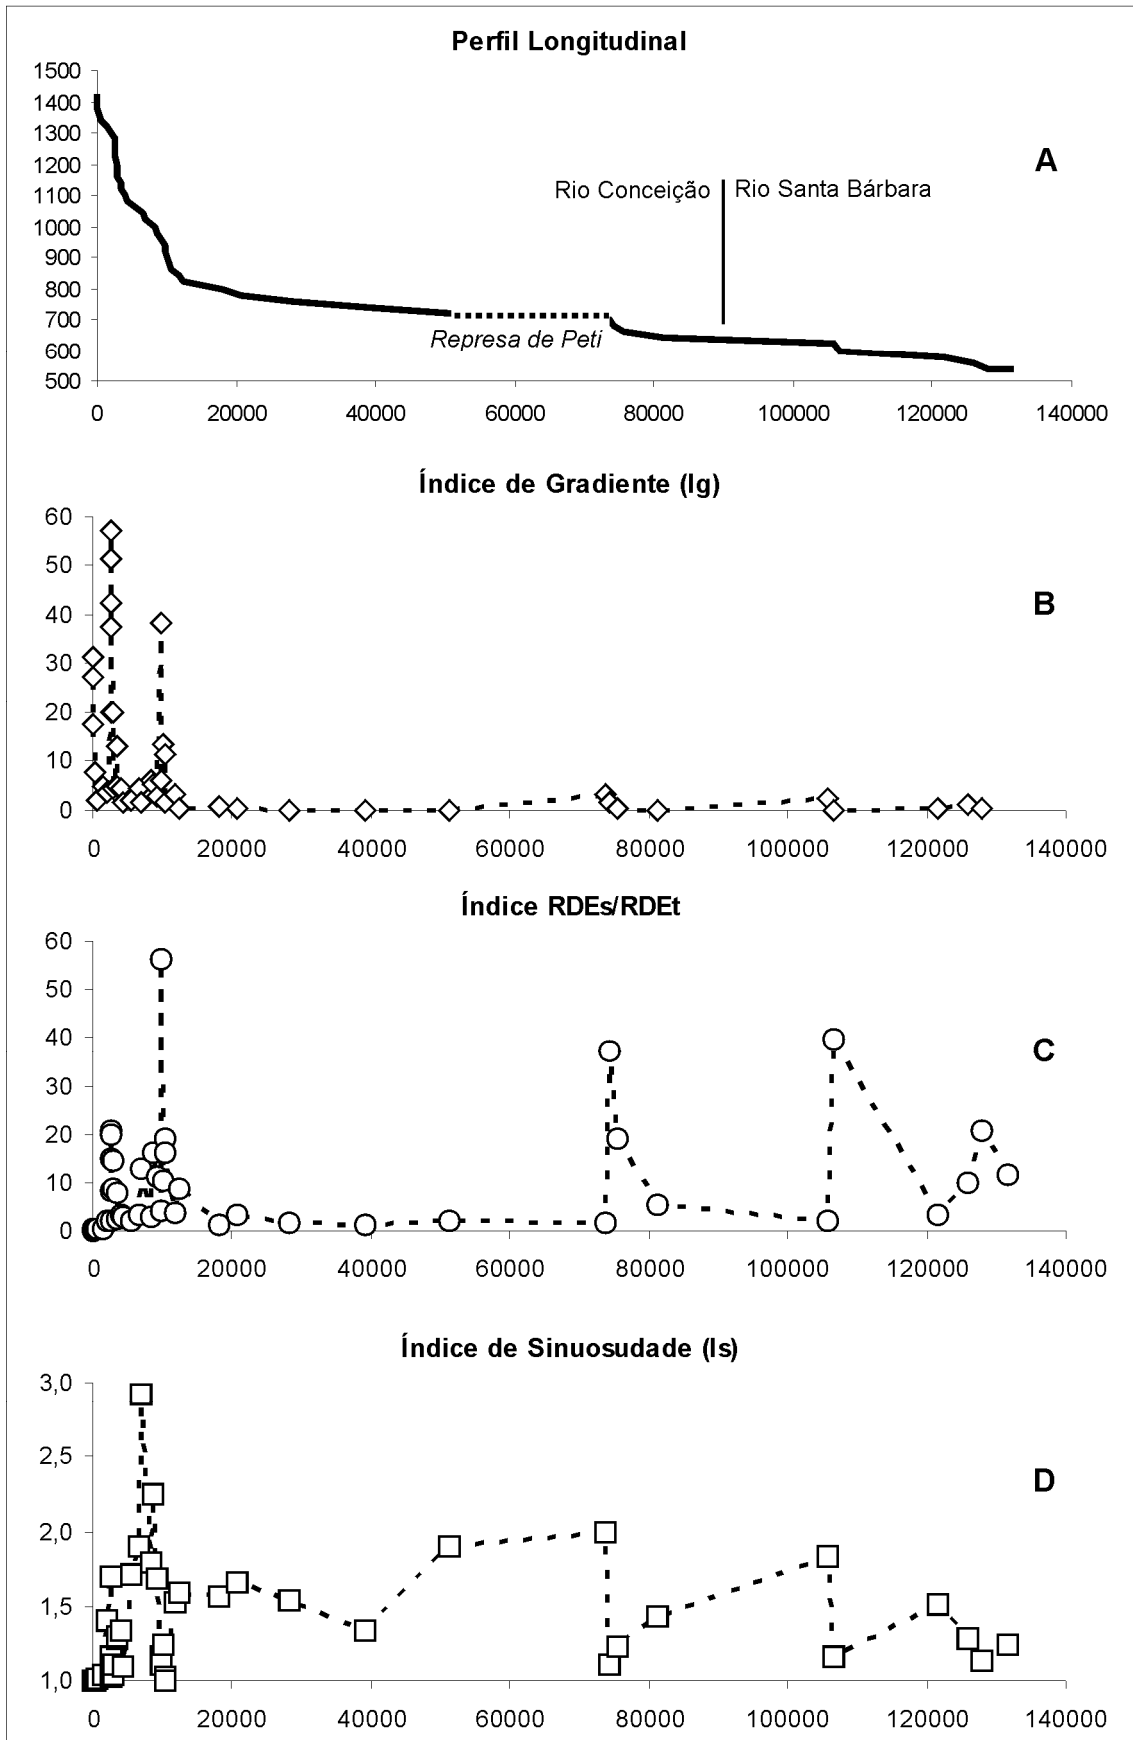 Perfil Longitudinal
1500
1400
1300
1200
1100
1000
900
800
700
600
500
A
Rio Conceição Rio Santa Bárbara
Represa de Peti
0 20000 40000 60000 80000 100000 120000 140000
Índice de Gradiente (Ig)
60
50
40
30
20
10
0
B
0 20000 40000 60000 80000 100000 120000 140000
Índice RDEs/RDEt
60
50
40
30
20
10
0
C
0 20000 40000 60000 80000 100000 120000 140000
Índice de Sinuosudade (Is)
3,0
2,5
2,0
1,5
1,0
D
0 20000 40000 60000 80000 100000 120000 140000